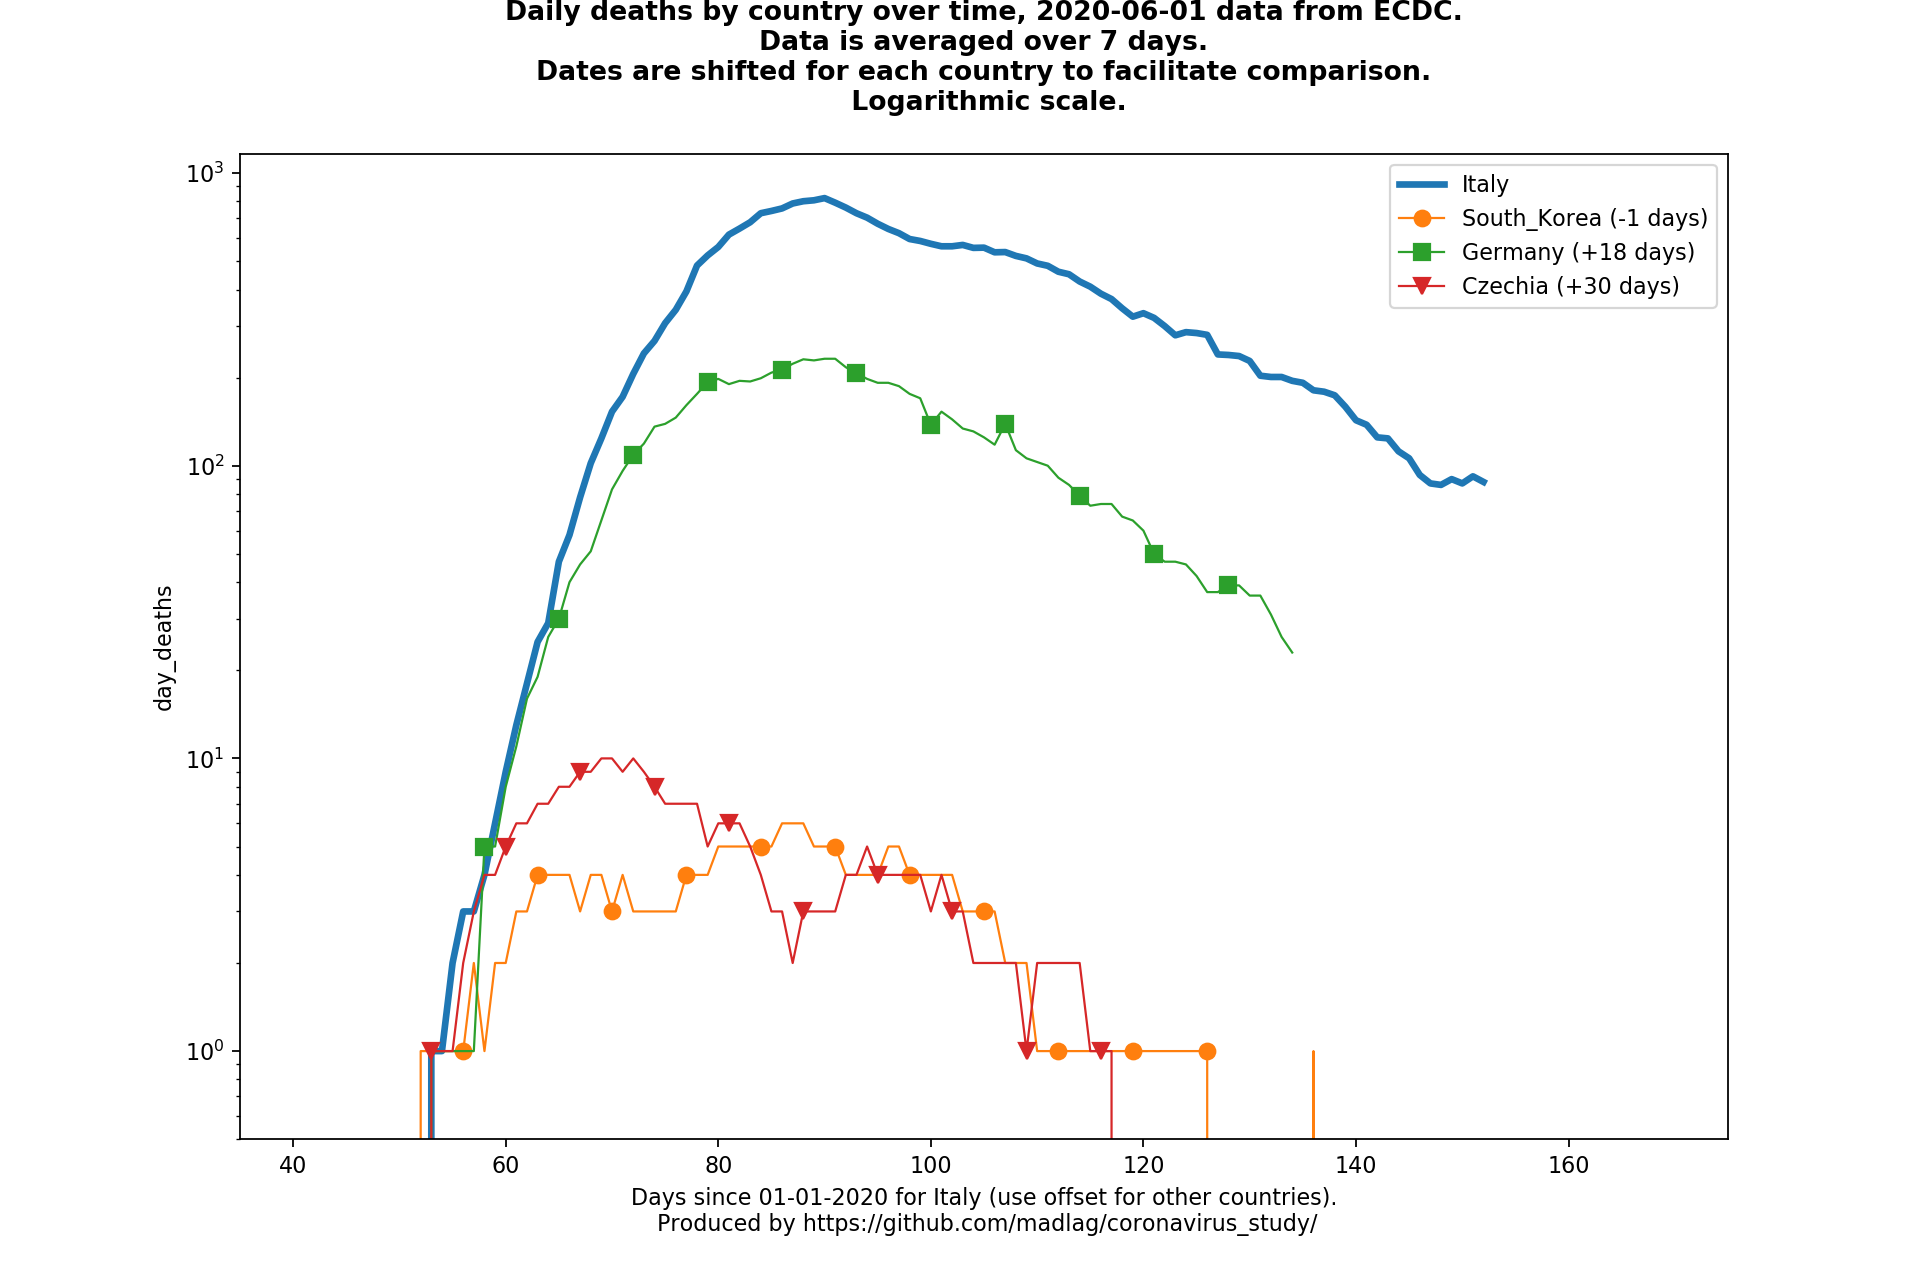 Daily deaths by country over time, 2020-06-01 data from ECDC.
Data is averaged over 7 days.
Dates are shifted for each country to facilitate comparison.
Logarithmic scale.
10³
10²
10¹
10⁰
day_deaths
Italy
South_Korea (-1 days)
Germany (+18 days)
Czechia (+30 days)
40 60 80 100 120 140 160
Days since 01-01-2020 for Italy (use offset for other countries).
Produced by https://github.com/madlag/coronavirus_study/